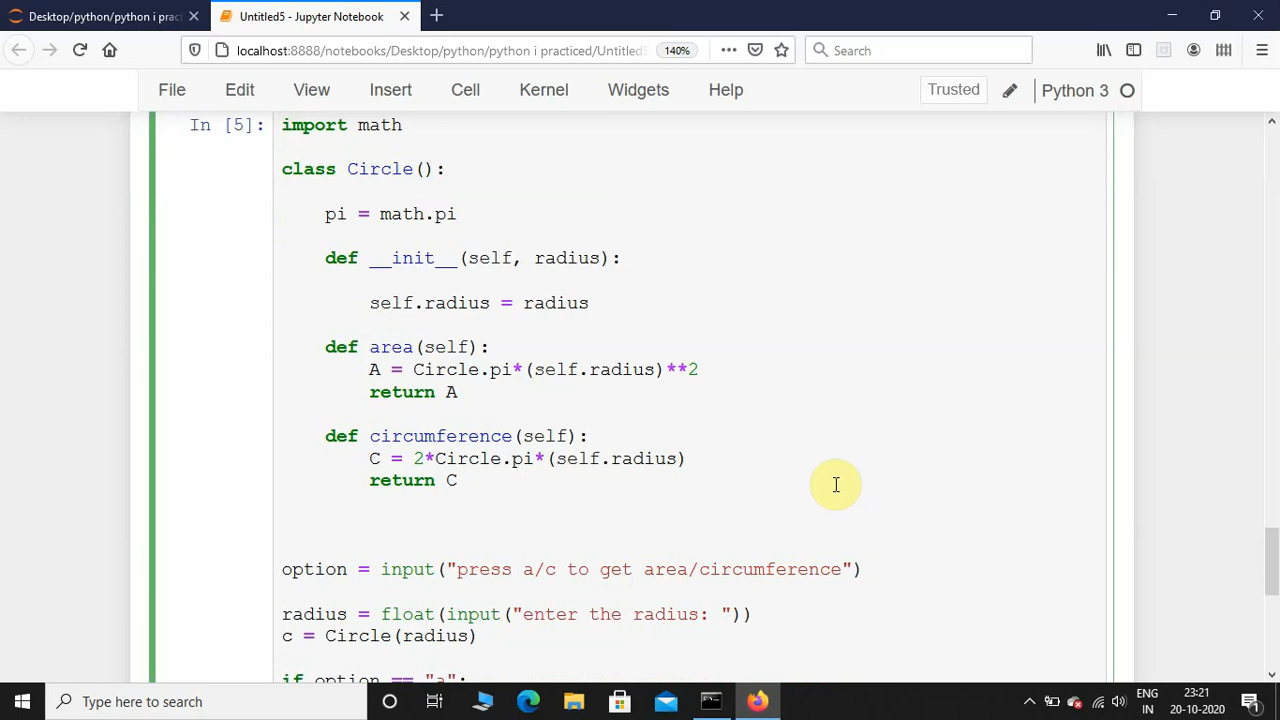 Desktop/python/python i prac
Untitled5 - Jupyter Notebook
localhost:8888/notebooks/Desktop/python/python i practiced/Untitled5
140%
Search
File Edit View Insert Cell Kernel Widgets Help
Trusted
Python 3
In [5]:
import math
class Circle():
pi = math.pi
def __init__(self, radius):
self.radius = radius
def area(self):
A = Circle.pi*(self.radius)**2
return A
def circumference(self):
C = 2*Circle.pi*(self.radius)
return C
option = input("press a/c to get area/circumference")
radius = float(input("enter the radius: "))
c = Circle(radius)
if option == "a":
Type here to search
ENG
IN
23:21
20-10-2020
1